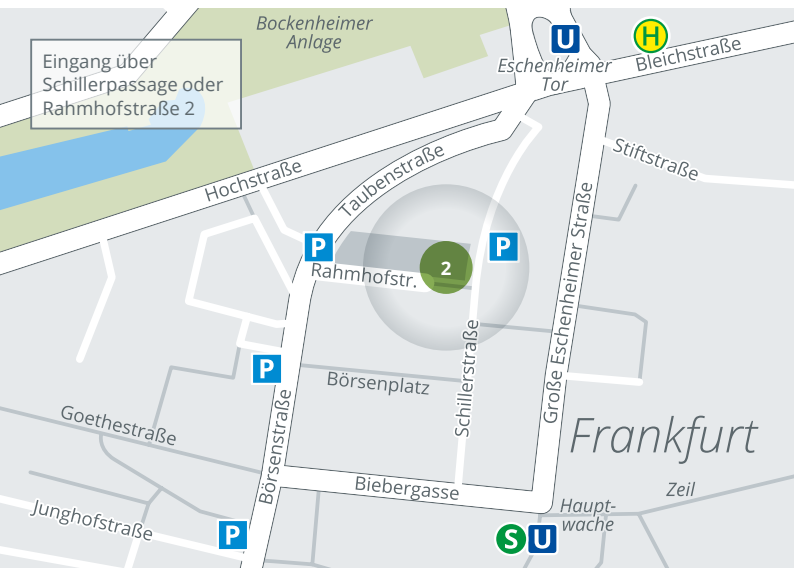 Bockenheimer
Anlage
U
H
Bleichstraße
Eschenheimer
Tor
Eingang über
Schillerpassage oder
Rahmhofstraße 2
Hochstraße
Taubenstraße
Stiftstraße
P
P
2
Rahmhofstr.
Große Eschenheimer Straße
Schillerstraße
P
Börsenplatz
Börsenstraße
Goethestraße
Frankfurt
Biebergasse
Zeil
Haupt-
wache
Junghofstraße
P
S
U